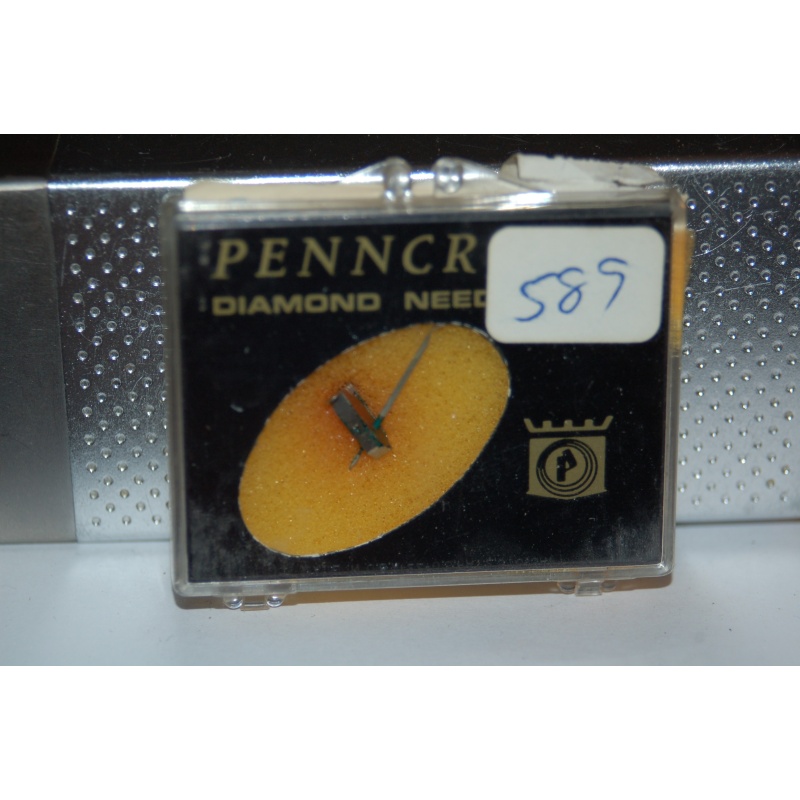 PENNCR
DIAMOND NEED
589
P